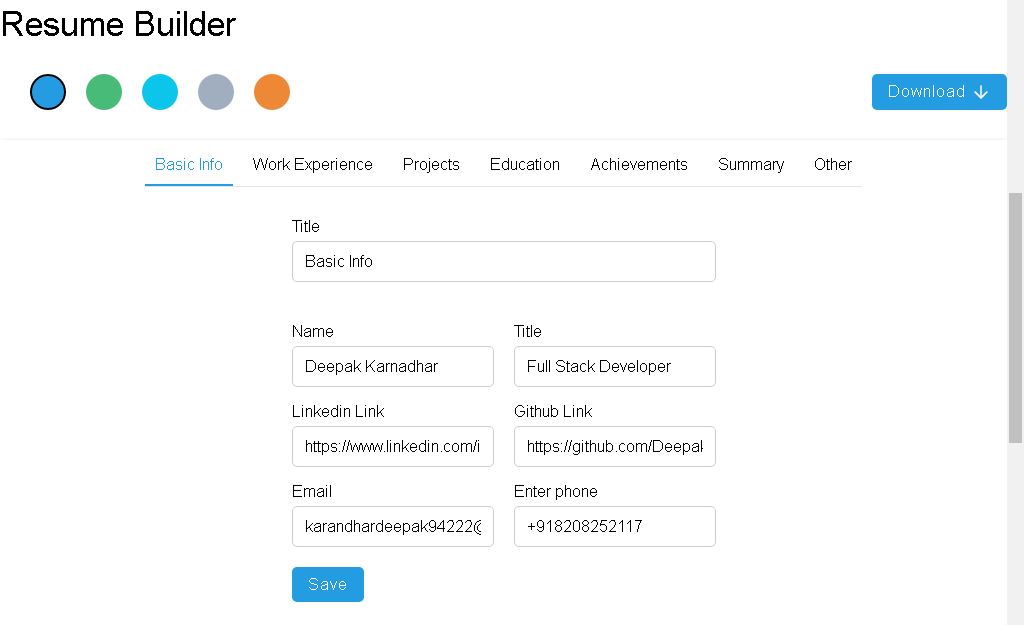 Resume Builder
Download
Basic Info Work Experience Projects Education Achievements Summary Other
Title
Basic Info
Name Title
Deepak Karnadhar Full Stack Developer
Linkedin Link Github Link
https://www.linkedin.com/i https://github.com/Deepak
Email Enter phone
karandhardeepak94222@ +918208252117
Save